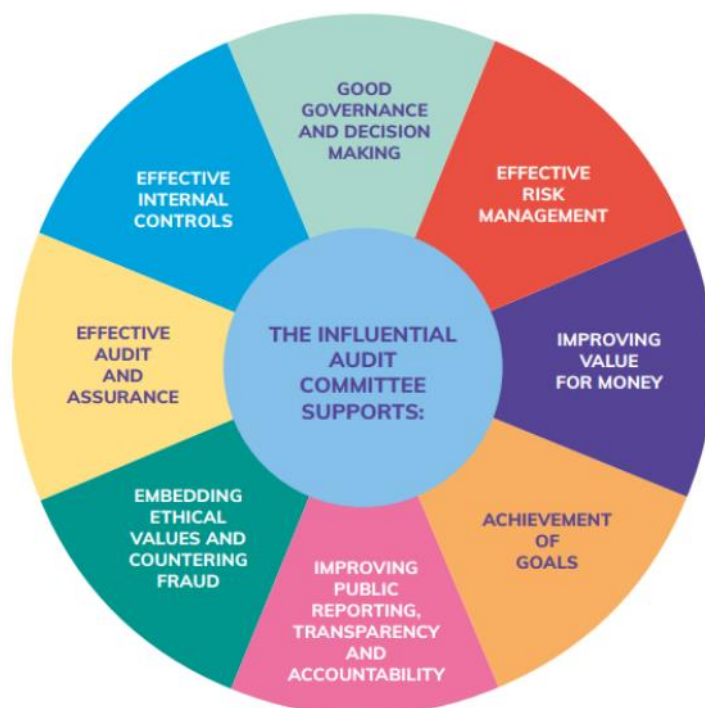 THE INFLUENTIAL
AUDIT
COMMITTEE
SUPPORTS:
GOOD
GOVERNANCE
AND DECISION
MAKING
EFFECTIVE
RISK
MANAGEMENT
IMPROVING
VALUE
FOR MONEY
ACHIEVEMENT
OF
GOALS
IMPROVING
PUBLIC
REPORTING,
TRANSPARENCY
AND
ACCOUNTABILITY
EMBEDDING
ETHICAL
VALUES AND
COUNTERING
FRAUD
EFFECTIVE
AUDIT
AND
ASSURANCE
EFFECTIVE
INTERNAL
CONTROLS